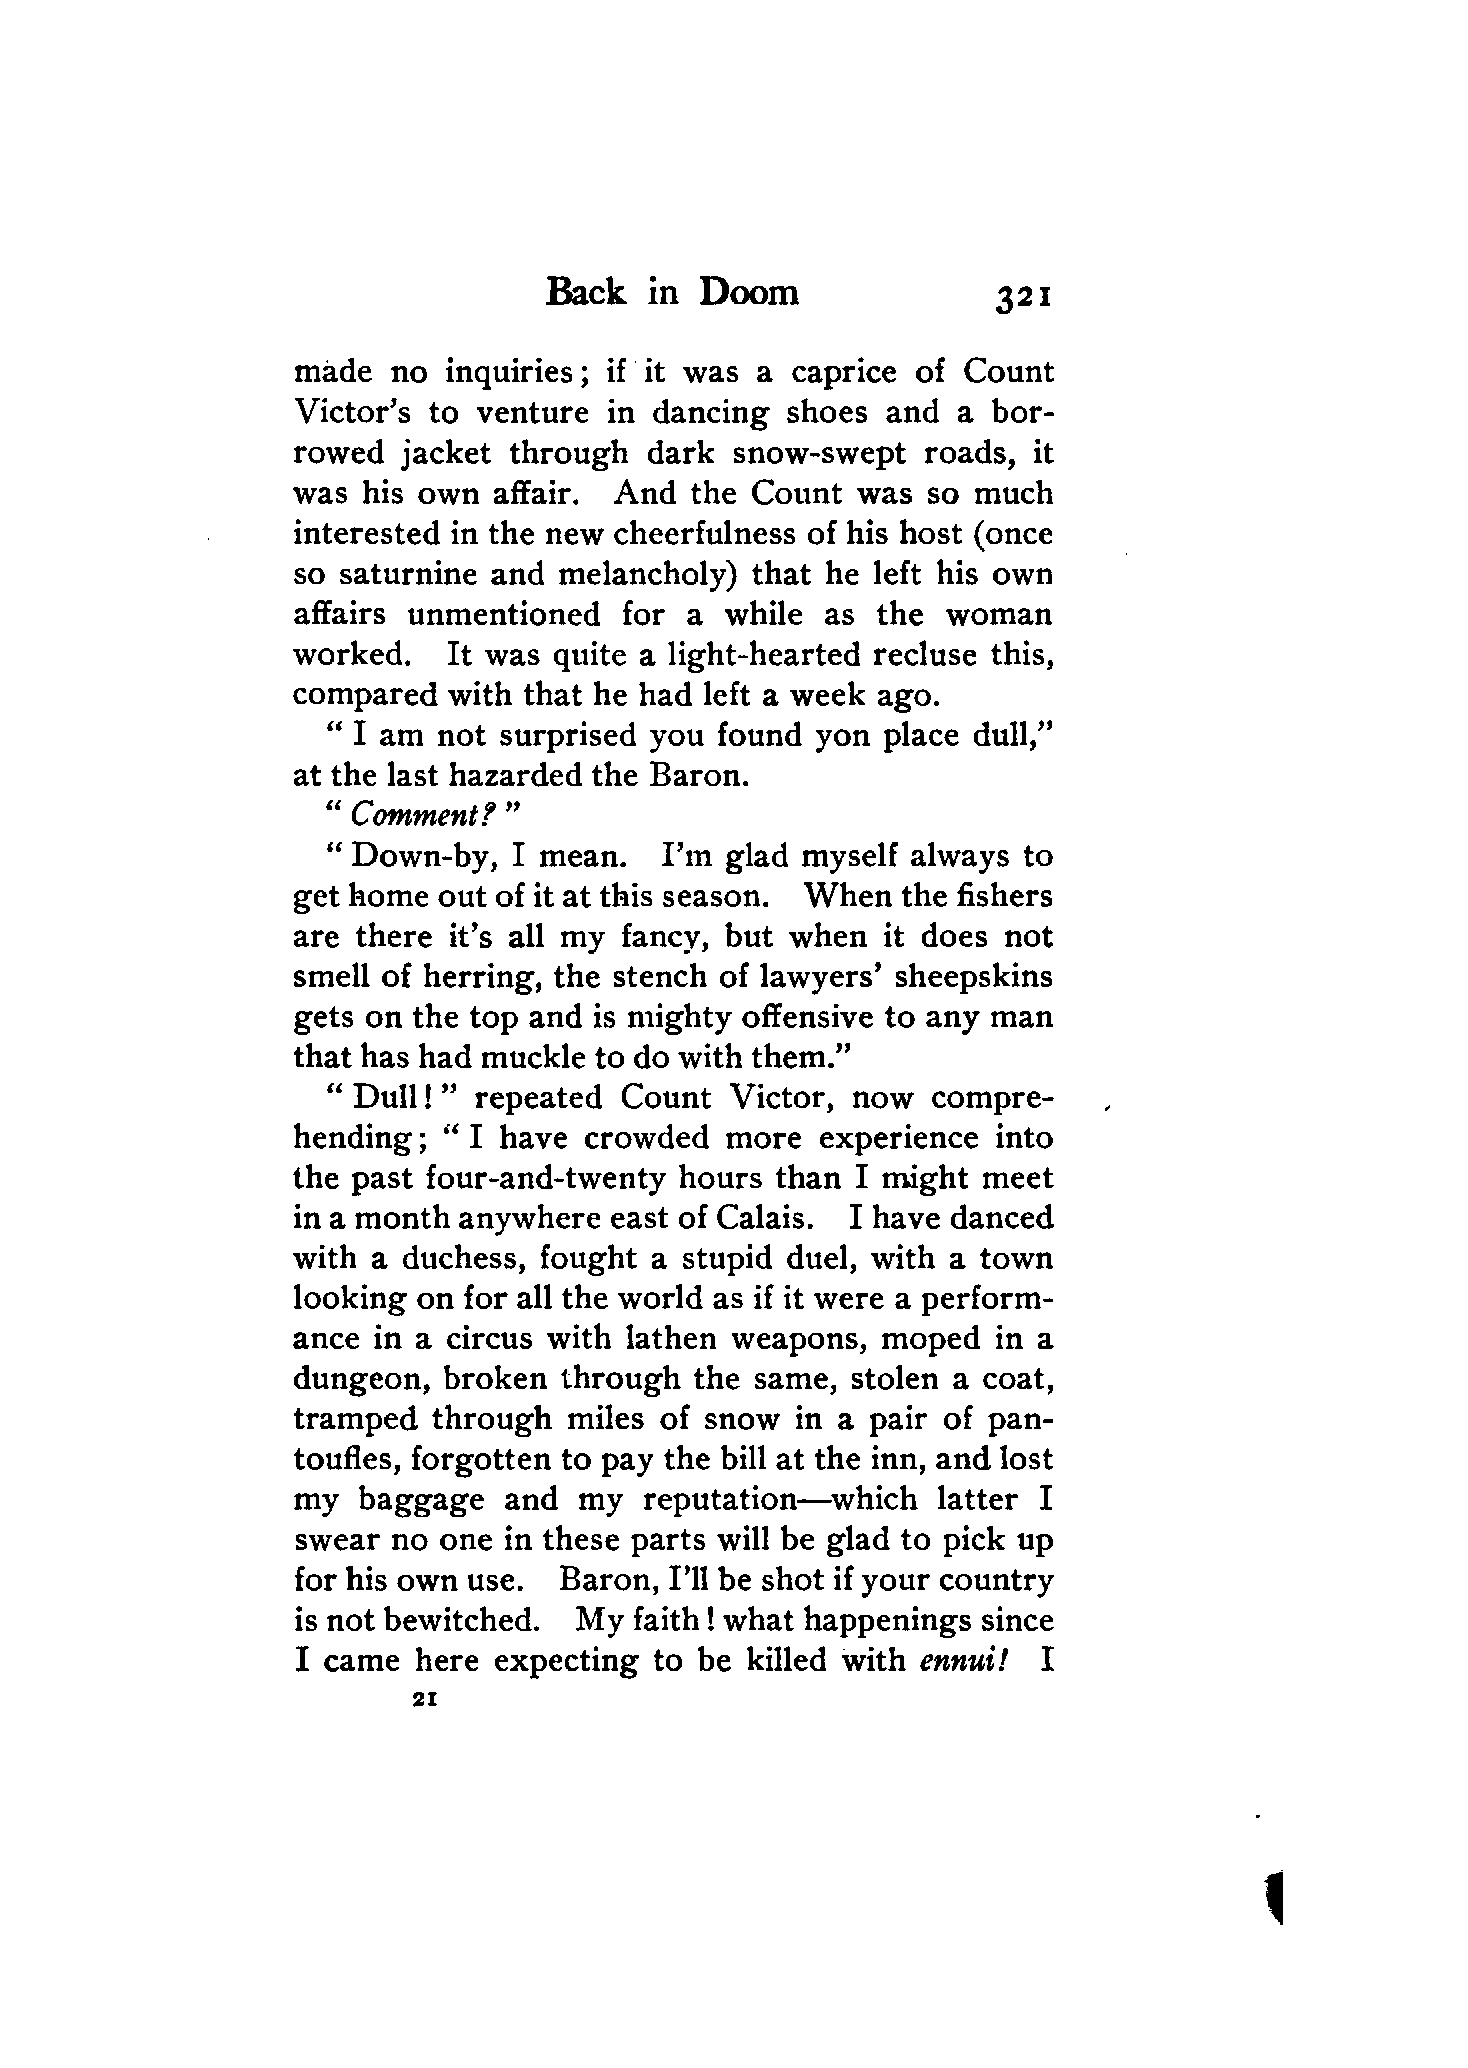 Back in Doom 321
made no inquiries; if it was a caprice of Count
Victor's to venture in dancing shoes and a bor-
rowed jacket through dark snow-swept roads, it
was his own affair. And the Count was so much
interested in the new cheerfulness of his host (once
so saturnine and melancholy) that he left his own
affairs unmentioned for a while as the woman
worked. It was quite a light-hearted recluse this,
compared with that he had left a week ago.
"I am not surprised you found yon place dull,"
at the last hazarded the Baron.
"Comment?"
"Down-by, I mean. I'm glad myself always to
get home out of it at this season. When the fishers
are there it's all my fancy, but when it does not
smell of herring, the stench of lawyers' sheepskins
gets on the top and is mighty offensive to any man
that has had muckle to do with them."
"Dull!" repeated Count Victor, now compre-
hending; "I have crowded more experience into
the past four-and-twenty hours than I might meet
in a month anywhere east of Calais. I have danced
with a duchess, fought a stupid duel, with a town
looking on for all the world as if it were a perform-
ance in a circus with lathen weapons, moped in a
dungeon, broken through the same, stolen a coat,
tramped through miles of snow in a pair of pan-
toufles, forgotten to pay the bill at the inn, and lost
my baggage and my reputation—which latter I
swear no one in these parts will be glad to pick up
for his own use. Baron, I'll be shot if your country
is not bewitched. My faith! what happenings since
I came here expecting to be killed with ennui! I
21